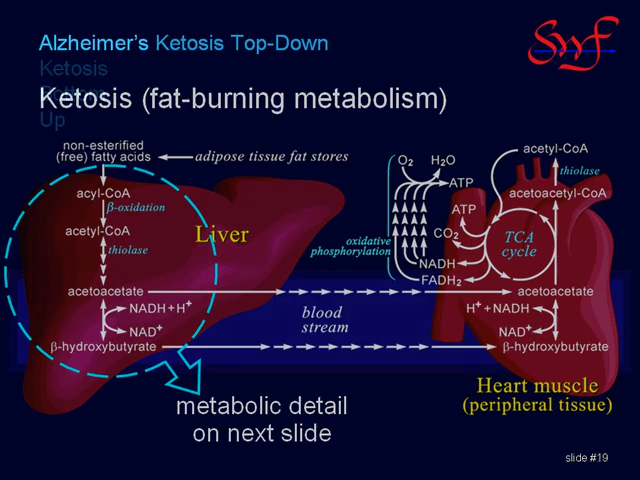 Alzheimer's Ketosis Top-Down
Ketosis
Bottom
Up
Ketosis (fat-burning metabolism)
SWF
non-esterified
(free) fatty acids
adipose tissue fat stores
acyl-CoA
β-oxidation
acetyl-CoA
thiolase
Liver
acetoacetate
NADH + H+
NAD+
β-hydroxybutyrate
blood
stream
O2
H2O
ATP
oxidative
phosphorylation
ATP
CO2
NADH
FADH2
TCA
cycle
acetyl-CoA
thiolase
acetoacetyl-CoA
acetoacetate
H+ + NADH
NAD+
β-hydroxybutyrate
Heart muscle
(peripheral tissue)
metabolic detail
on next slide
slide #19